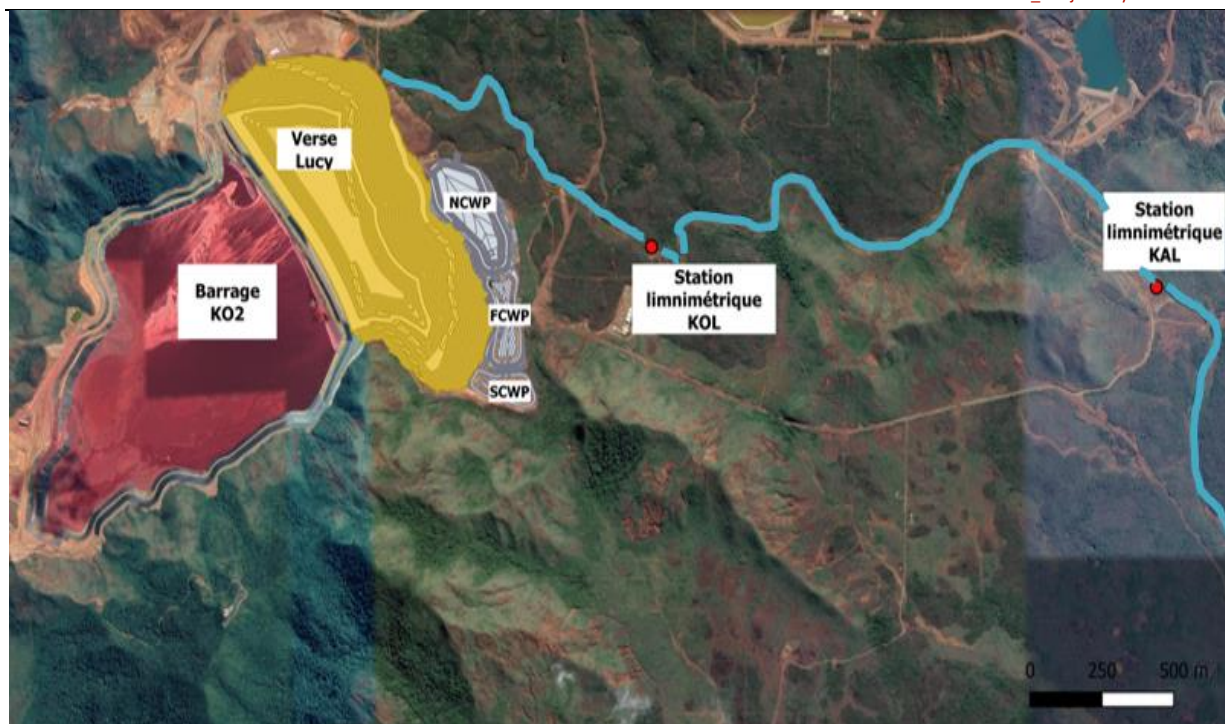 Verse
Lucy
NCWP
Barrage
KO2
FCWP
SCWP
Station
limnimétrique
KOL
Station
limnimétrique
KAL
0 250 500 m